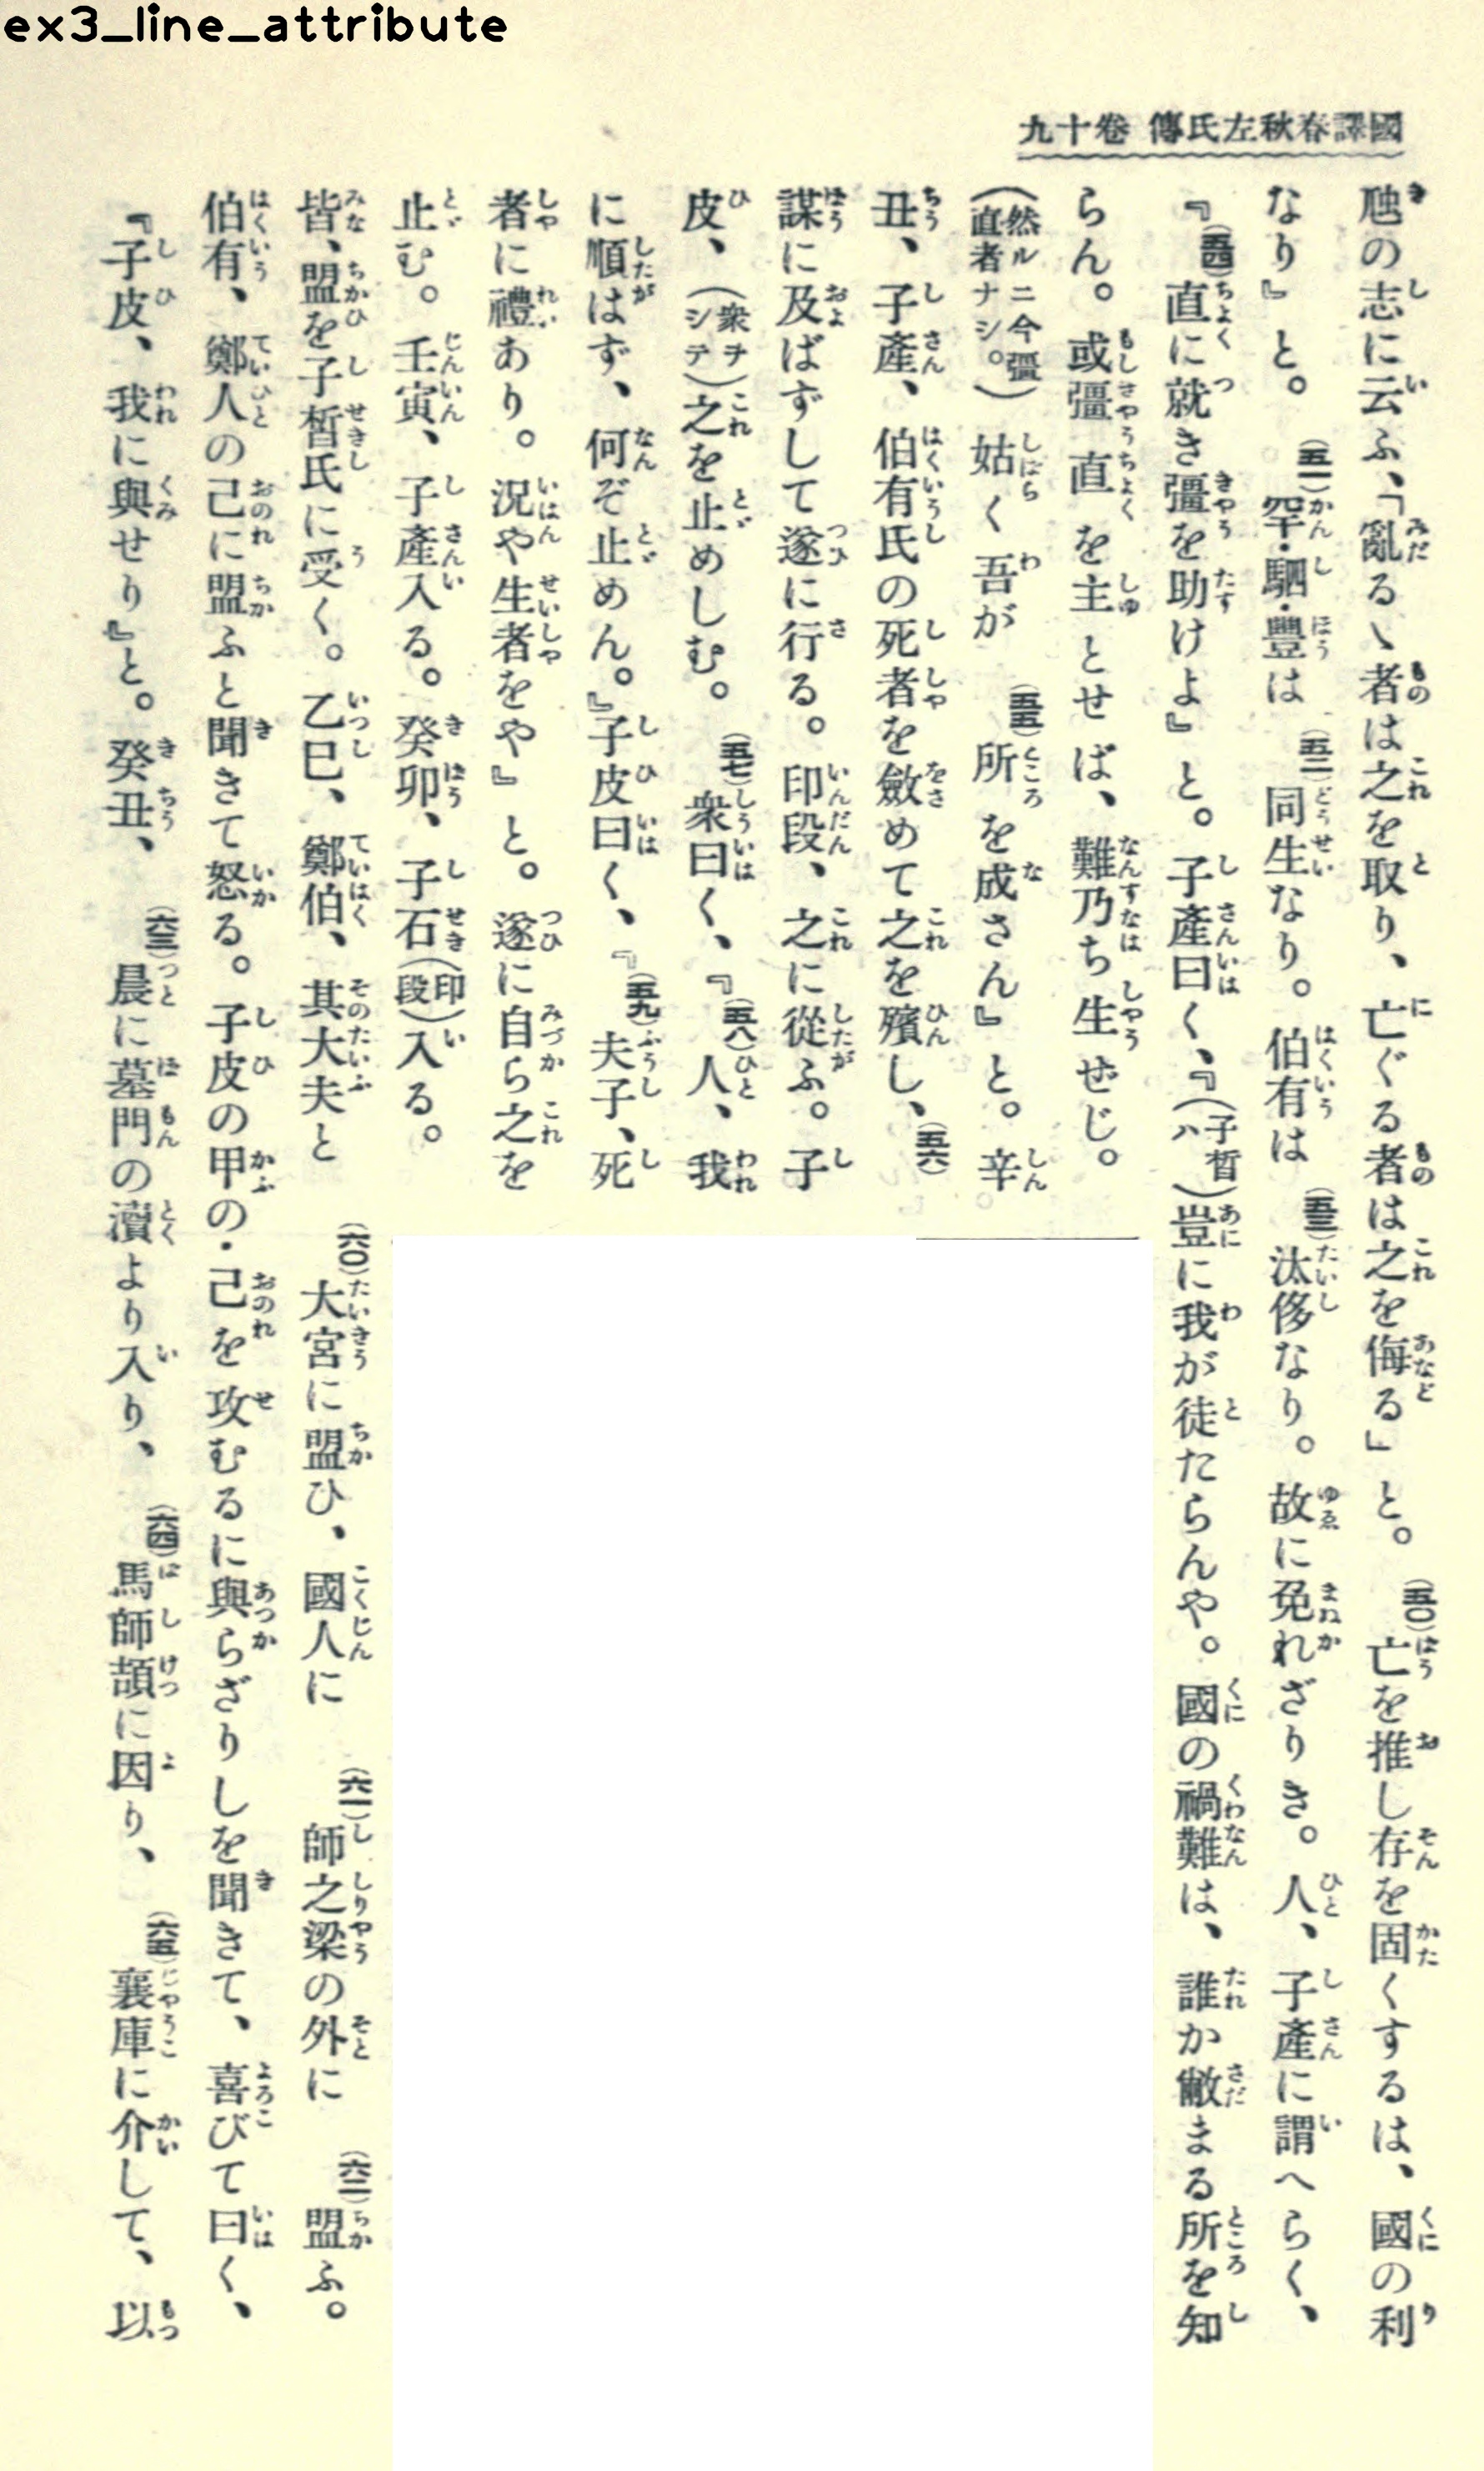 ex3_line_attribute
國譯春秋左氏傳 卷十九
虺の志に云ふ、「亂るゝ者は之を取り、亡ぐる者は之を侮る」と。(五〇)亡を推し存を固くするは、國の利
なり』と。(五一)罕・駟・豐は(五二)同生なり。伯有は(五三)汰侈なり。故に免れざりき。人、子產に謂へらく、
『(五四)直に就き彊を助けよ』と。子產曰く、『(子晳ハ)豈に我が徒たらんや。國の禍難は、誰か敝まる所を知
らん。或彊直を主とせば、難乃ち生ぜじ。
(然ルニ今彊直者ナシ。)姑く吾が(五五)所を成さん』と。辛
丑、子產、伯有氏の死者を斂めて之を殯し、(五六)
謀に及ばずして遂に行る。印段、之に從ふ。子
皮、(衆ヲシテ)之を止めしむ。(五七)衆曰く、『(五八)人、我
に順はず、何ぞ止めん。』子皮曰く、『(五九)夫子、死
者に禮あり。況や生者をや』と。遂に自ら之を
止む。壬寅、子產入る。癸卯、子石(印段)入る。
皆、盟を子晳氏に受く。乙巳、鄭伯、其大夫と(六〇)大宮に盟ひ、國人に(六一)師之梁の外に(六二)盟ふ。
伯有、鄭人の己に盟ふと聞きて怒る。子皮の甲の・己を攻むるに與らざりしを聞きて、喜びて曰く、
『子皮、我に與せり』と。癸丑、(六三)晨に墓門の瀆より入り、(六四)馬師頡に因り、(六五)襄庫に介して、以